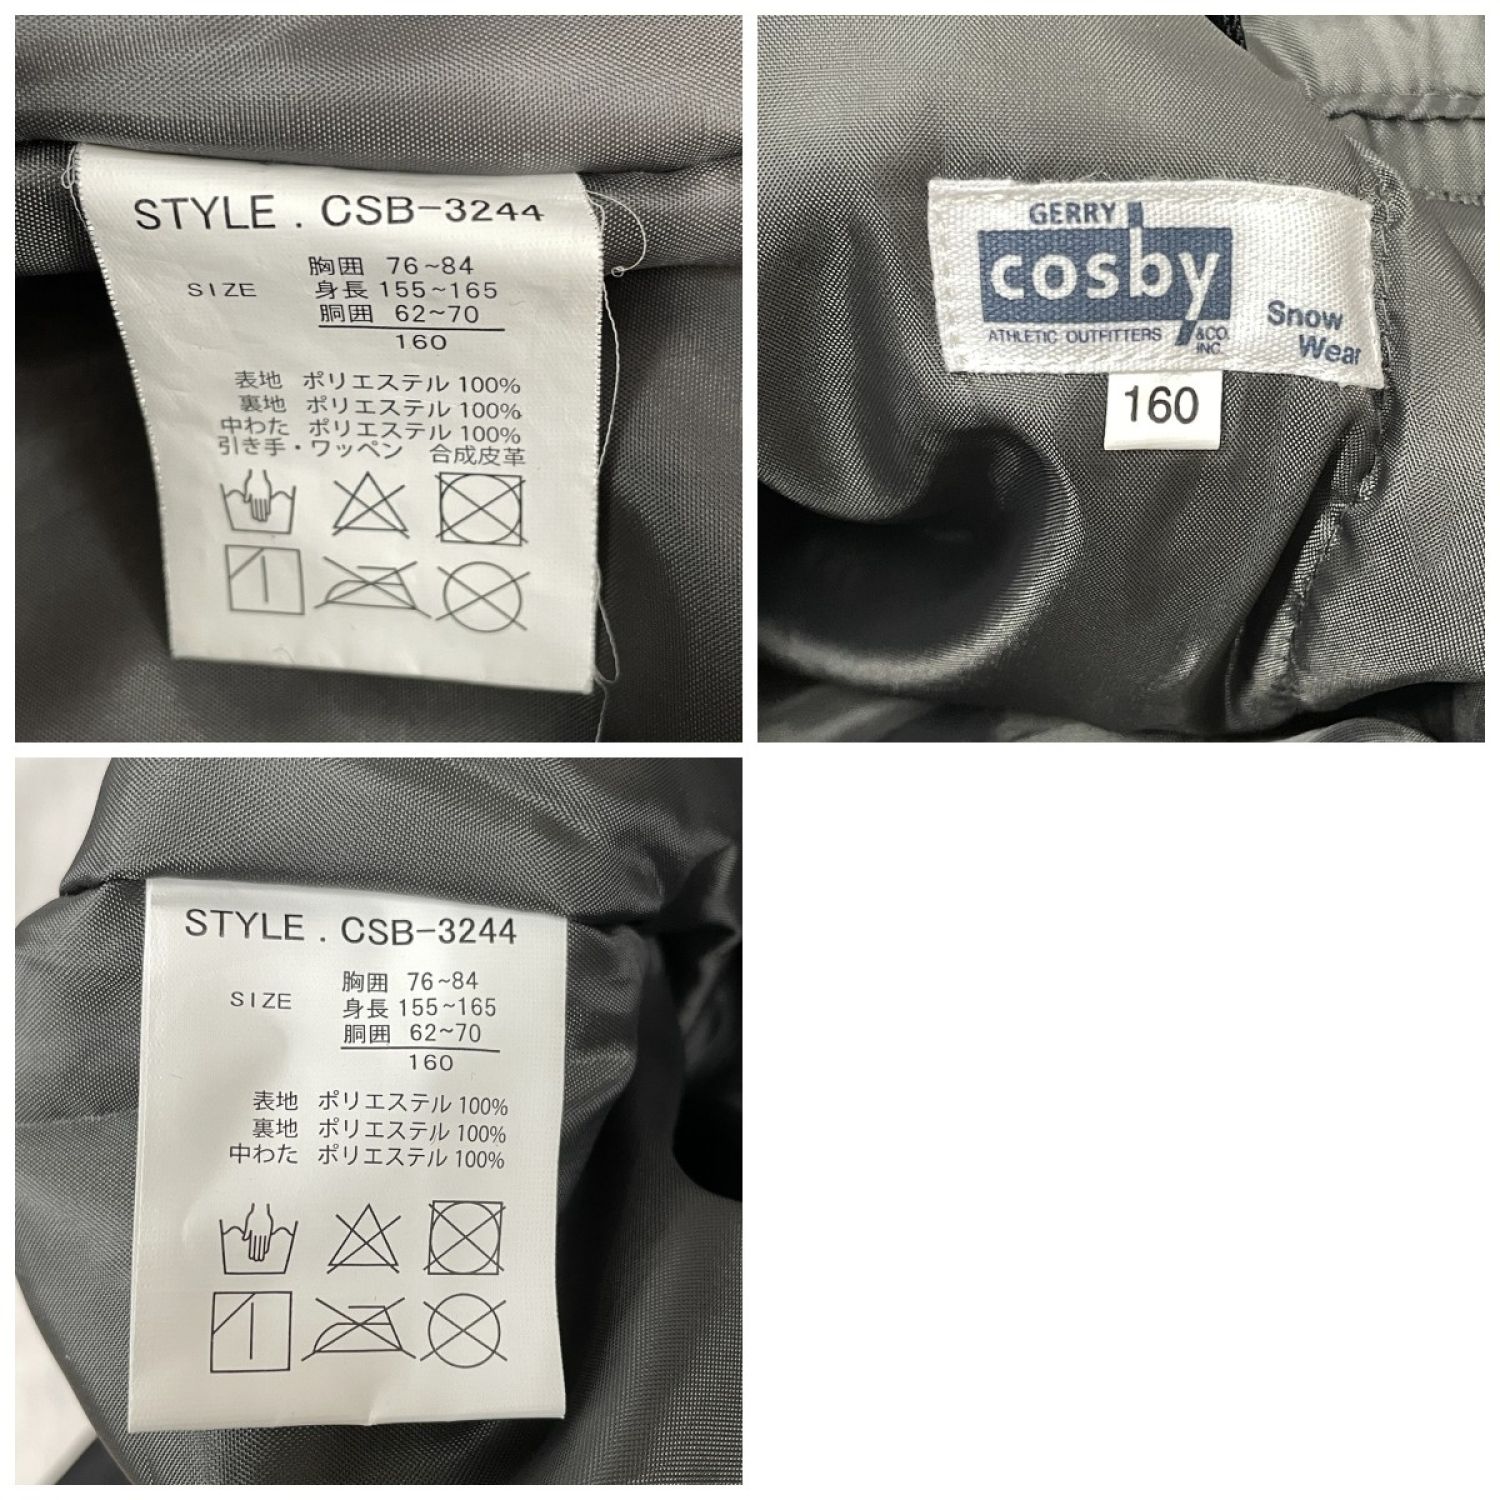 STYLE . CSB-3244
胸囲 76~84
SIZE 身長 155~165
胴囲 62~70
160
表地 ポリエステル 100%
裏地 ポリエステル 100%
中わた ポリエステル 100%
引き手・ワッペン 合成皮革
GERRY
cosby
ATHLETIC OUTFITTERS &CO.
INC.
Snow
Wear
160
STYLE . CSB-3244
胸囲 76~84
SIZE 身長 155~165
胴囲 62~70
160
表地 ポリエステル 100%
裏地 ポリエステル 100%
中わた ポリエステル 100%